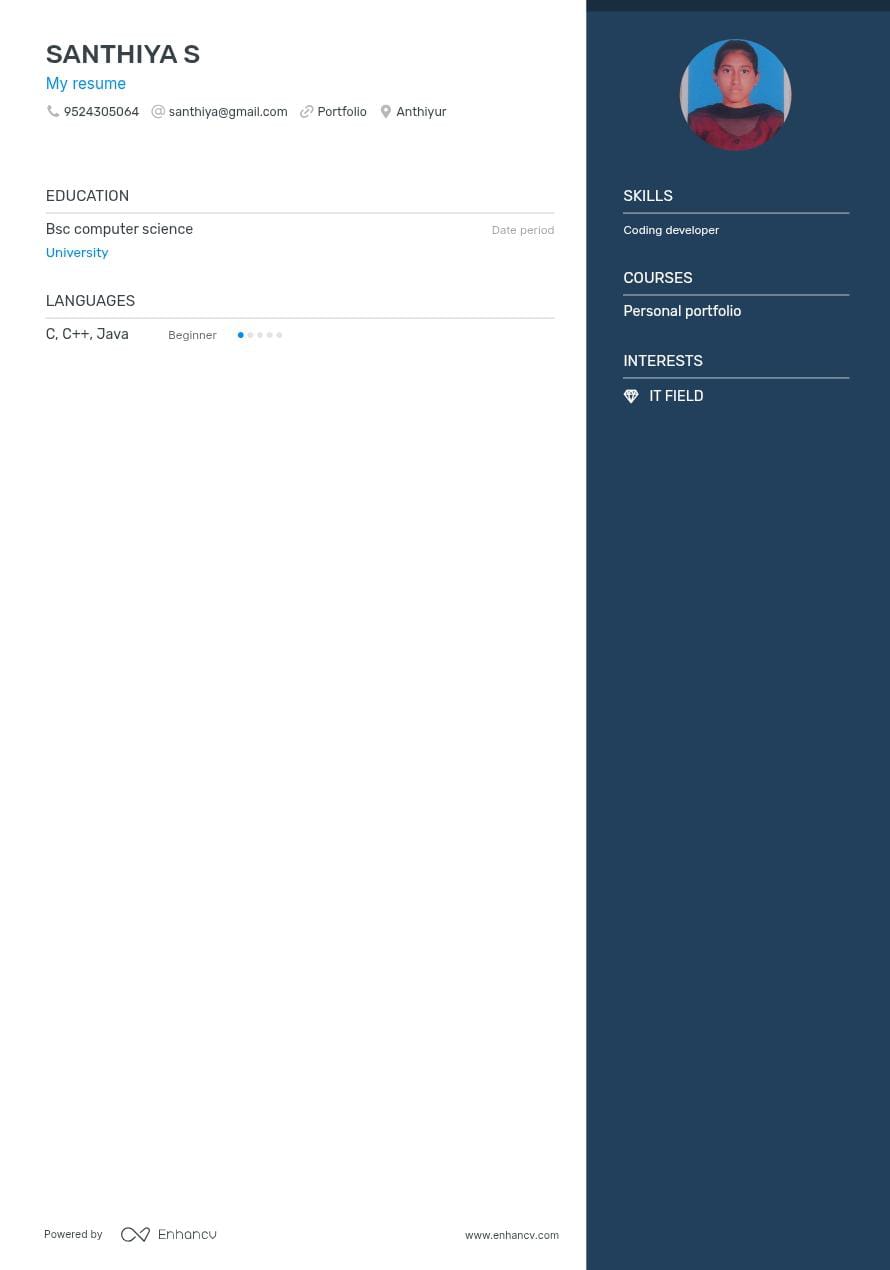 SANTHIYA S
My resume
9524305064 santhiya@gmail.com Portfolio Anthiyur
EDUCATION
Bsc computer science Date period
University
LANGUAGES
C, C++, Java Beginner
SKILLS
Coding developer
COURSES
Personal portfolio
INTERESTS
IT FIELD
Powered by Enhancv www.enhancv.com